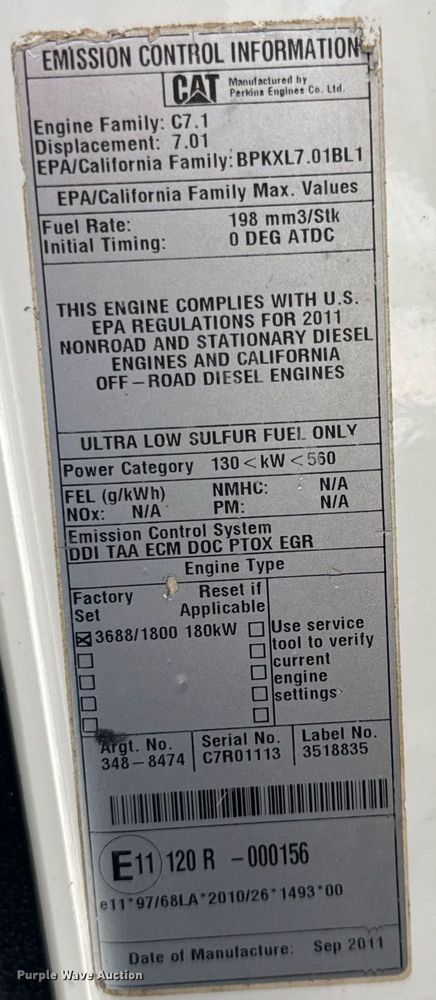 EMISSION CONTROL INFORMATION
CAT Manufactured by
Perkins Engines Co. Ltd.
Engine Family: C7.1
Displacement: 7.01
EPA/California Family: BPKXL7.01BL1
EPA/California Family Max. Values
Fuel Rate: 198 mm3/Stk
Initial Timing: 0 DEG ATDC
THIS ENGINE COMPLIES WITH U.S.
EPA REGULATIONS FOR 2011
NONROAD AND STATIONARY DIESEL
ENGINES AND CALIFORNIA
OFF-ROAD DIESEL ENGINES
ULTRA LOW SULFUR FUEL ONLY
Power Category 130<kW<560
FEL (g/kWh) NMHC: N/A
NOx: N/A PM: N/A
Emission Control System
DDI TAA ECM DOC PTOX EGR
Engine Type
Factory Set
Reset if Applicable
3688/1800 180kW
Use service
tool to verify
current
engine
settings
Argt. No. Serial No. Label No.
348-8474 C7R01113 3518835
E11 120 R -000156
e11*97/68LA*2010/26*1493*00
Date of Manufacture: Sep 2011
Purple Wave Auction